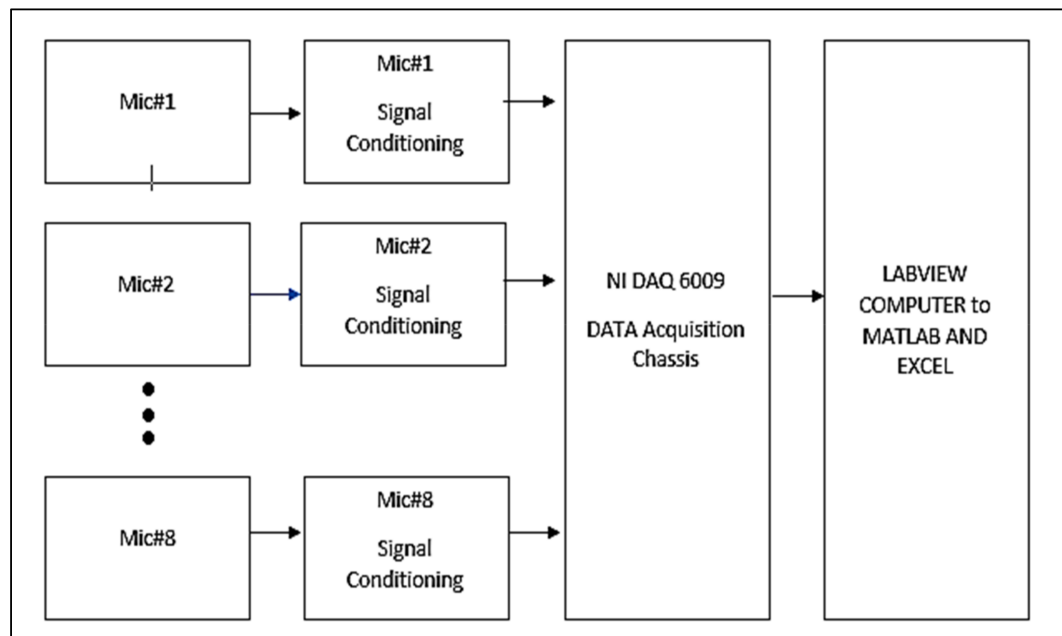 Mic#1
Mic#1
Signal
Conditioning
Mic#2
Mic#2
Signal
Conditioning
Mic#8
Mic#8
Signal
Conditioning
NI DAQ 6009
DATA Acquisition
Chassis
LABVIEW
COMPUTER to
MATLAB AND
EXCEL